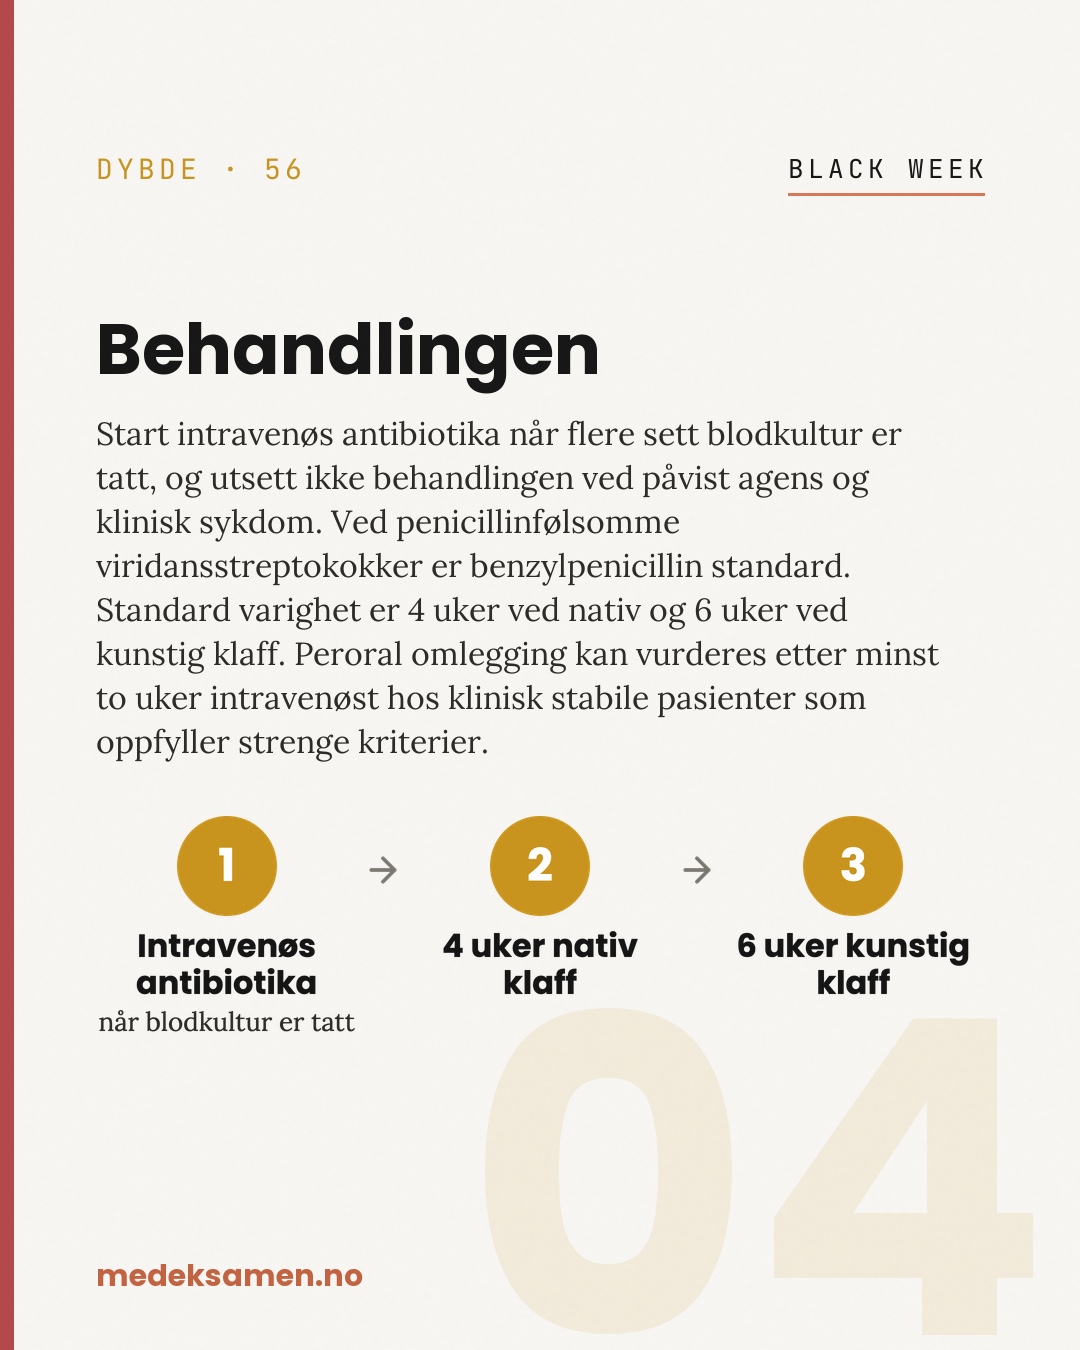 DYBDE · 56
BLACK WEEK
Behandlingen
Start intravenøs antibiotika når flere sett blodkultur er
tatt, og utsett ikke behandlingen ved påvist agens og
klinisk sykdom. Ved penicillinfølsomme
viridansstreptokokker er benzylpenicillin standard.
Standard varighet er 4 uker ved nativ og 6 uker ved
kunstig klaff. Peroral omlegging kan vurderes etter minst
to uker intravenøst hos klinisk stabile pasienter som
oppfyller strenge kriterier.
1 → 2 → 3
Intravenøs
antibiotika
når blodkultur er tatt
4 uker nativ
klaff
6 uker kunstig
klaff
04
medeksamen.no